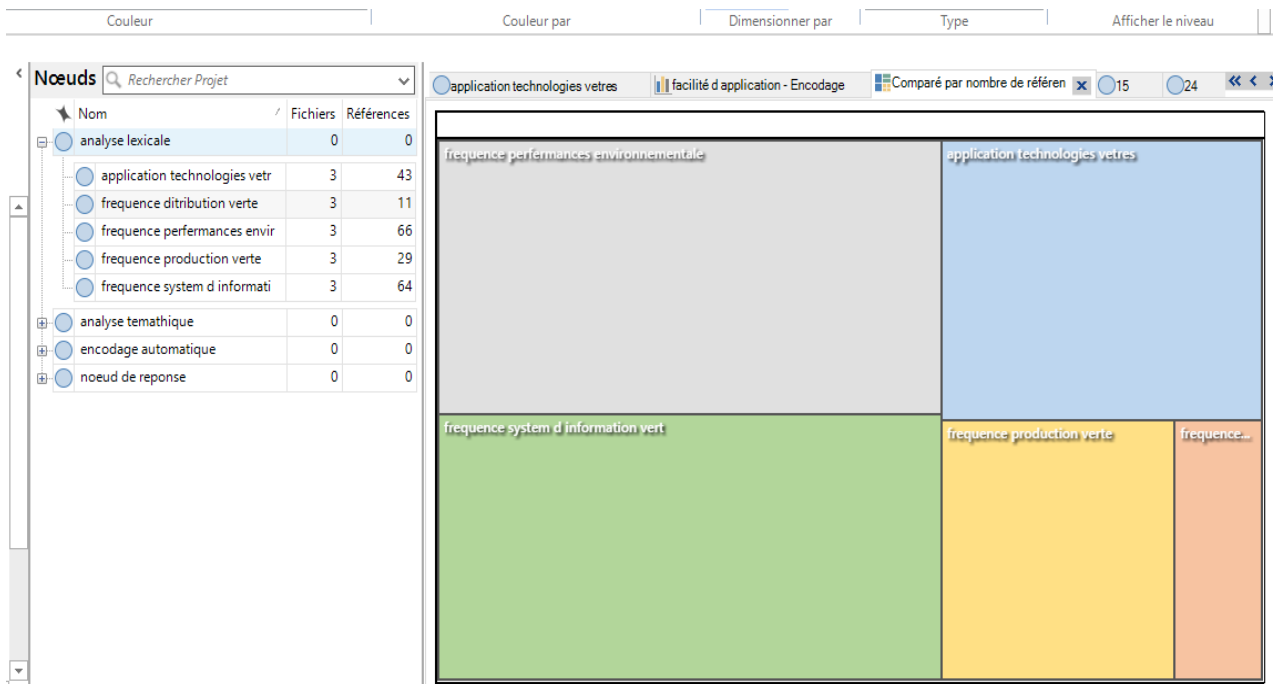 Couleur Couleur par Dimensionner par Type Afficher le niveau
Nœuds Rechercher Projet
Nom Fichiers Références
analyse lexicale 0 0
application technologies vetr 3 43
frequence ditribution verte 3 11
frequence perfermances envir 3 66
frequence production verte 3 29
frequence system d informati 3 64
analyse temathique 0 0
encodage automatique 0 0
noeud de reponse 0 0
application technologies vetres facilité d application - Encodage Comparé par nombre de référen 15 24
frequence perfermances environnementale application technologies vetres
frequence system d information vert frequence production verte frequence...